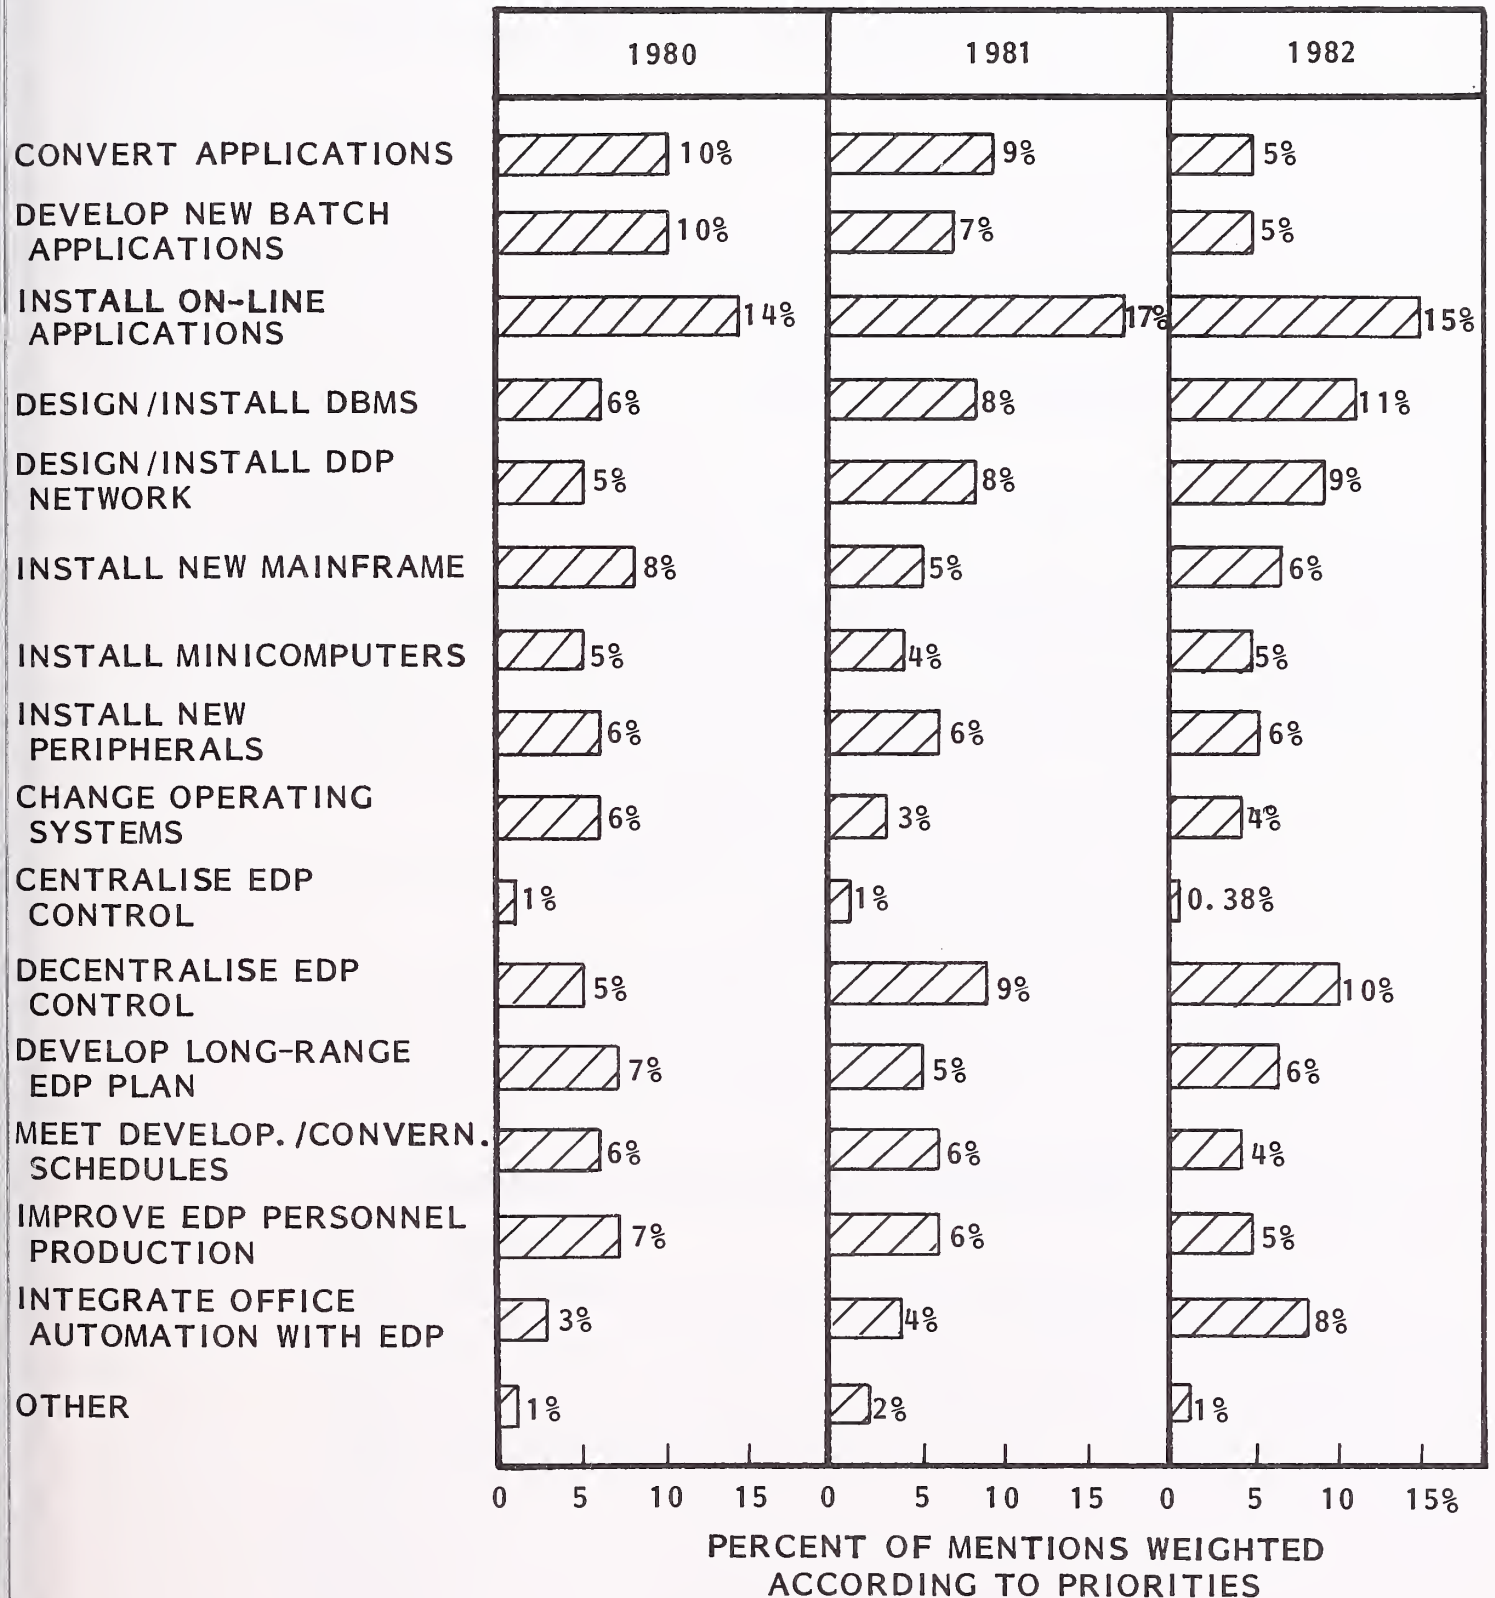 1980 1981 1982
CONVERT APPLICATIONS 10% 9% 5%
DEVELOP NEW BATCH
APPLICATIONS 10% 7% 5%
INSTALL ON-LINE
APPLICATIONS 14% 17% 15%
DESIGN/INSTALL DBMS 6% 8% 11%
DESIGN/INSTALL DDP
NETWORK 5% 8% 9%
INSTALL NEW MAINFRAME 8% 5% 6%
INSTALL MINICOMPUTERS 5% 4% 5%
INSTALL NEW
PERIPHERALS 6% 6% 6%
CHANGE OPERATING
SYSTEMS 6% 3% 4%
CENTRALISE EDP
CONTROL 1% 1% 0.38%
DECENTRALISE EDP
CONTROL 5% 9% 10%
DEVELOP LONG-RANGE
EDP PLAN 7% 5% 6%
MEET DEVELOP./CONVERN.
SCHEDULES 6% 6% 4%
IMPROVE EDP PERSONNEL
PRODUCTION 7% 6% 5%
INTEGRATE OFFICE
AUTOMATION WITH EDP 3% 4% 8%
OTHER 1% 2% 1%
0 5 10 15 0 5 10 15 0 5 10 15%
PERCENT OF MENTIONS WEIGHTED
ACCORDING TO PRIORITIES